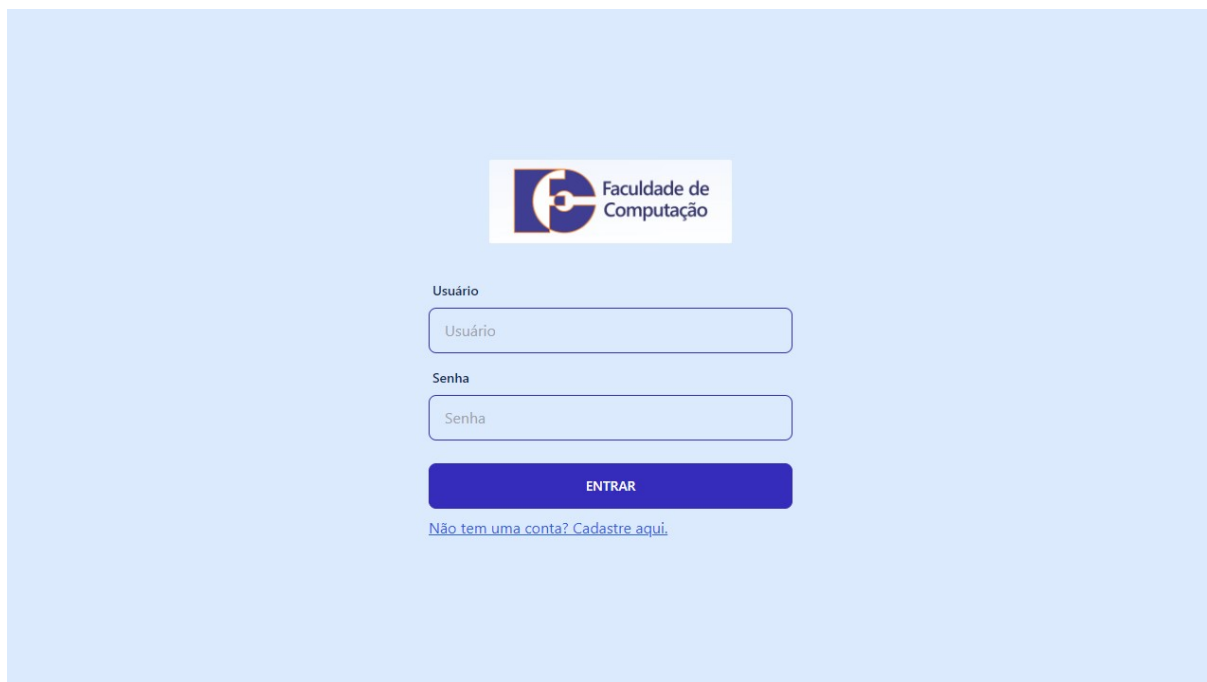 Faculdade de
Computação
Usuário
Usuário
Senha
Senha
ENTRAR
Não tem uma conta? Cadastre aqui.